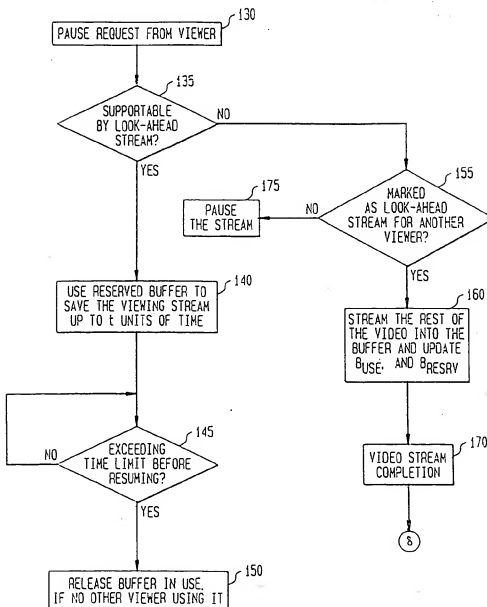 130
PAUSE REQUEST FROM VIEWER
135
SUPPORTABLE
BY LOOK-AHEAD
STREAM?
NO
YES
155
MARKED
AS LOOK-AHEAD
STREAM FOR ANOTHER
VIEWER?
NO
YES
175
PAUSE
THE STREAM
140
USE RESERVED BUFFER TO
SAVE THE VIEWING STREAM
UP TO t UNITS OF TIME
160
STREAM THE REST OF
THE VIDEO INTO THE
BUFFER AND UPDATE
BUSE, AND BRESRV
145
EXCEEDING
TIME LIMIT BEFORE
RESUMING?
NO
YES
170
VIDEO STREAM
COMPLETION
8
150
RELEASE BUFFER IN USE,
IF NO OTHER VIEWER USING IT